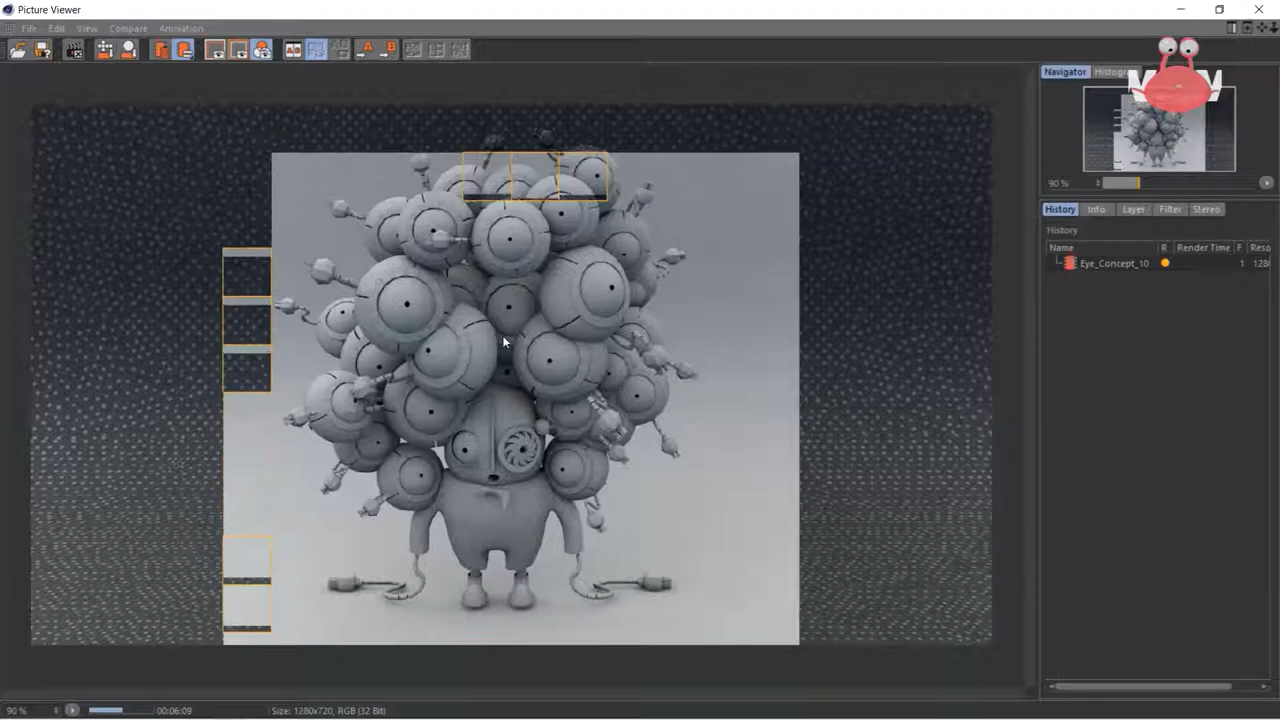 Picture Viewer
File Edit View Compare Animation
A B
Navigator
90 %
History Info Layer Filter Stereo
History
Name R Render Time F Reso
Eye_Concept_10 1 128
90 % 00:06:09 Size: 1280x720, RGB (32 Bit)